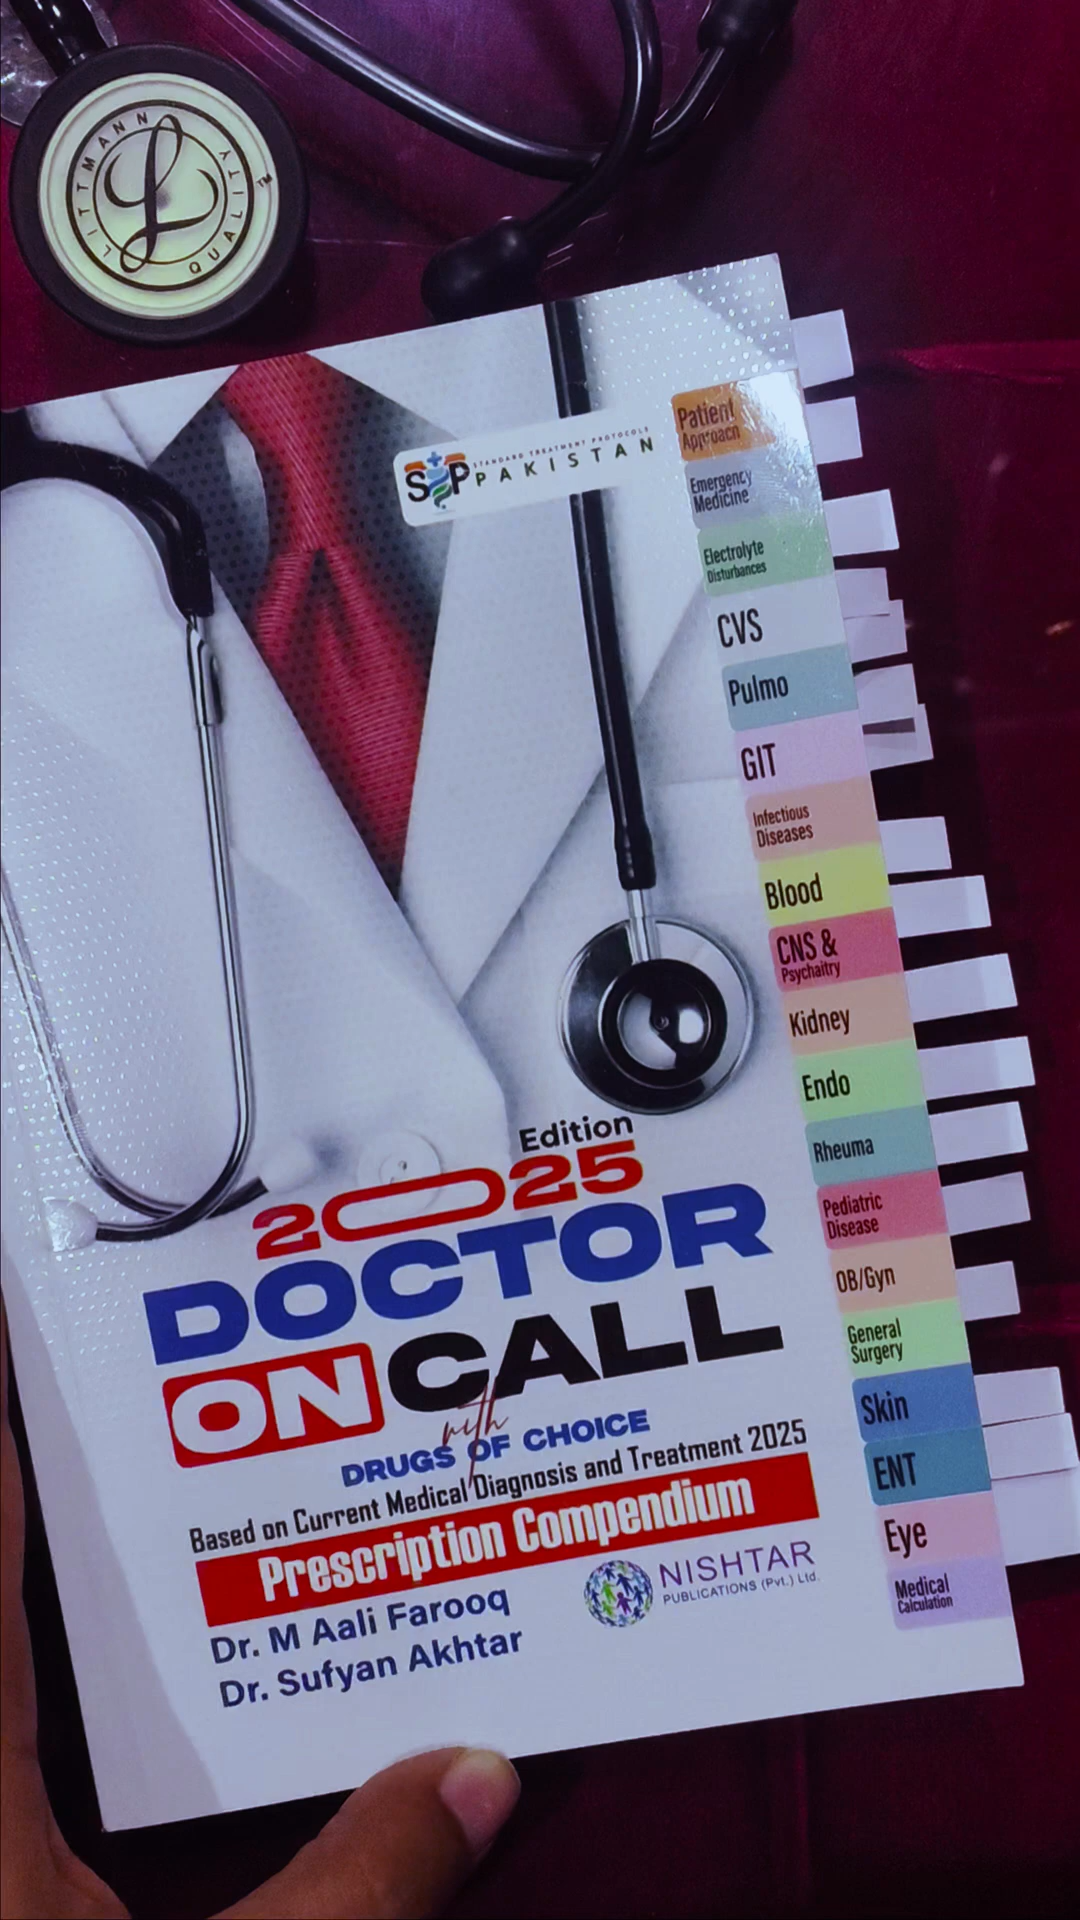 LITTMANN
QUALITY
TM
STP
STANDARD TREATMENT PROTOCOLS
PAKISTAN
Patient
Approach
Emergency
Medicine
Electrolyte
Disturbances
CVS
Pulmo
GIT
Infectious
Diseases
Blood
CNS &
Psychaitry
Kidney
Endo
Rheuma
Pediatric
Disease
OB/Gyn
General
Surgery
Skin
ENT
Eye
Medical
Calculation
Edition
2025
DOCTOR
ON CALL
with
DRUGS OF CHOICE
Based on Current Medical Diagnosis and Treatment 2025
Prescription Compendium
Dr. M Aali Farooq
Dr. Sufyan Akhtar
NISHTAR
PUBLICATIONS (Pvt.) Ltd.